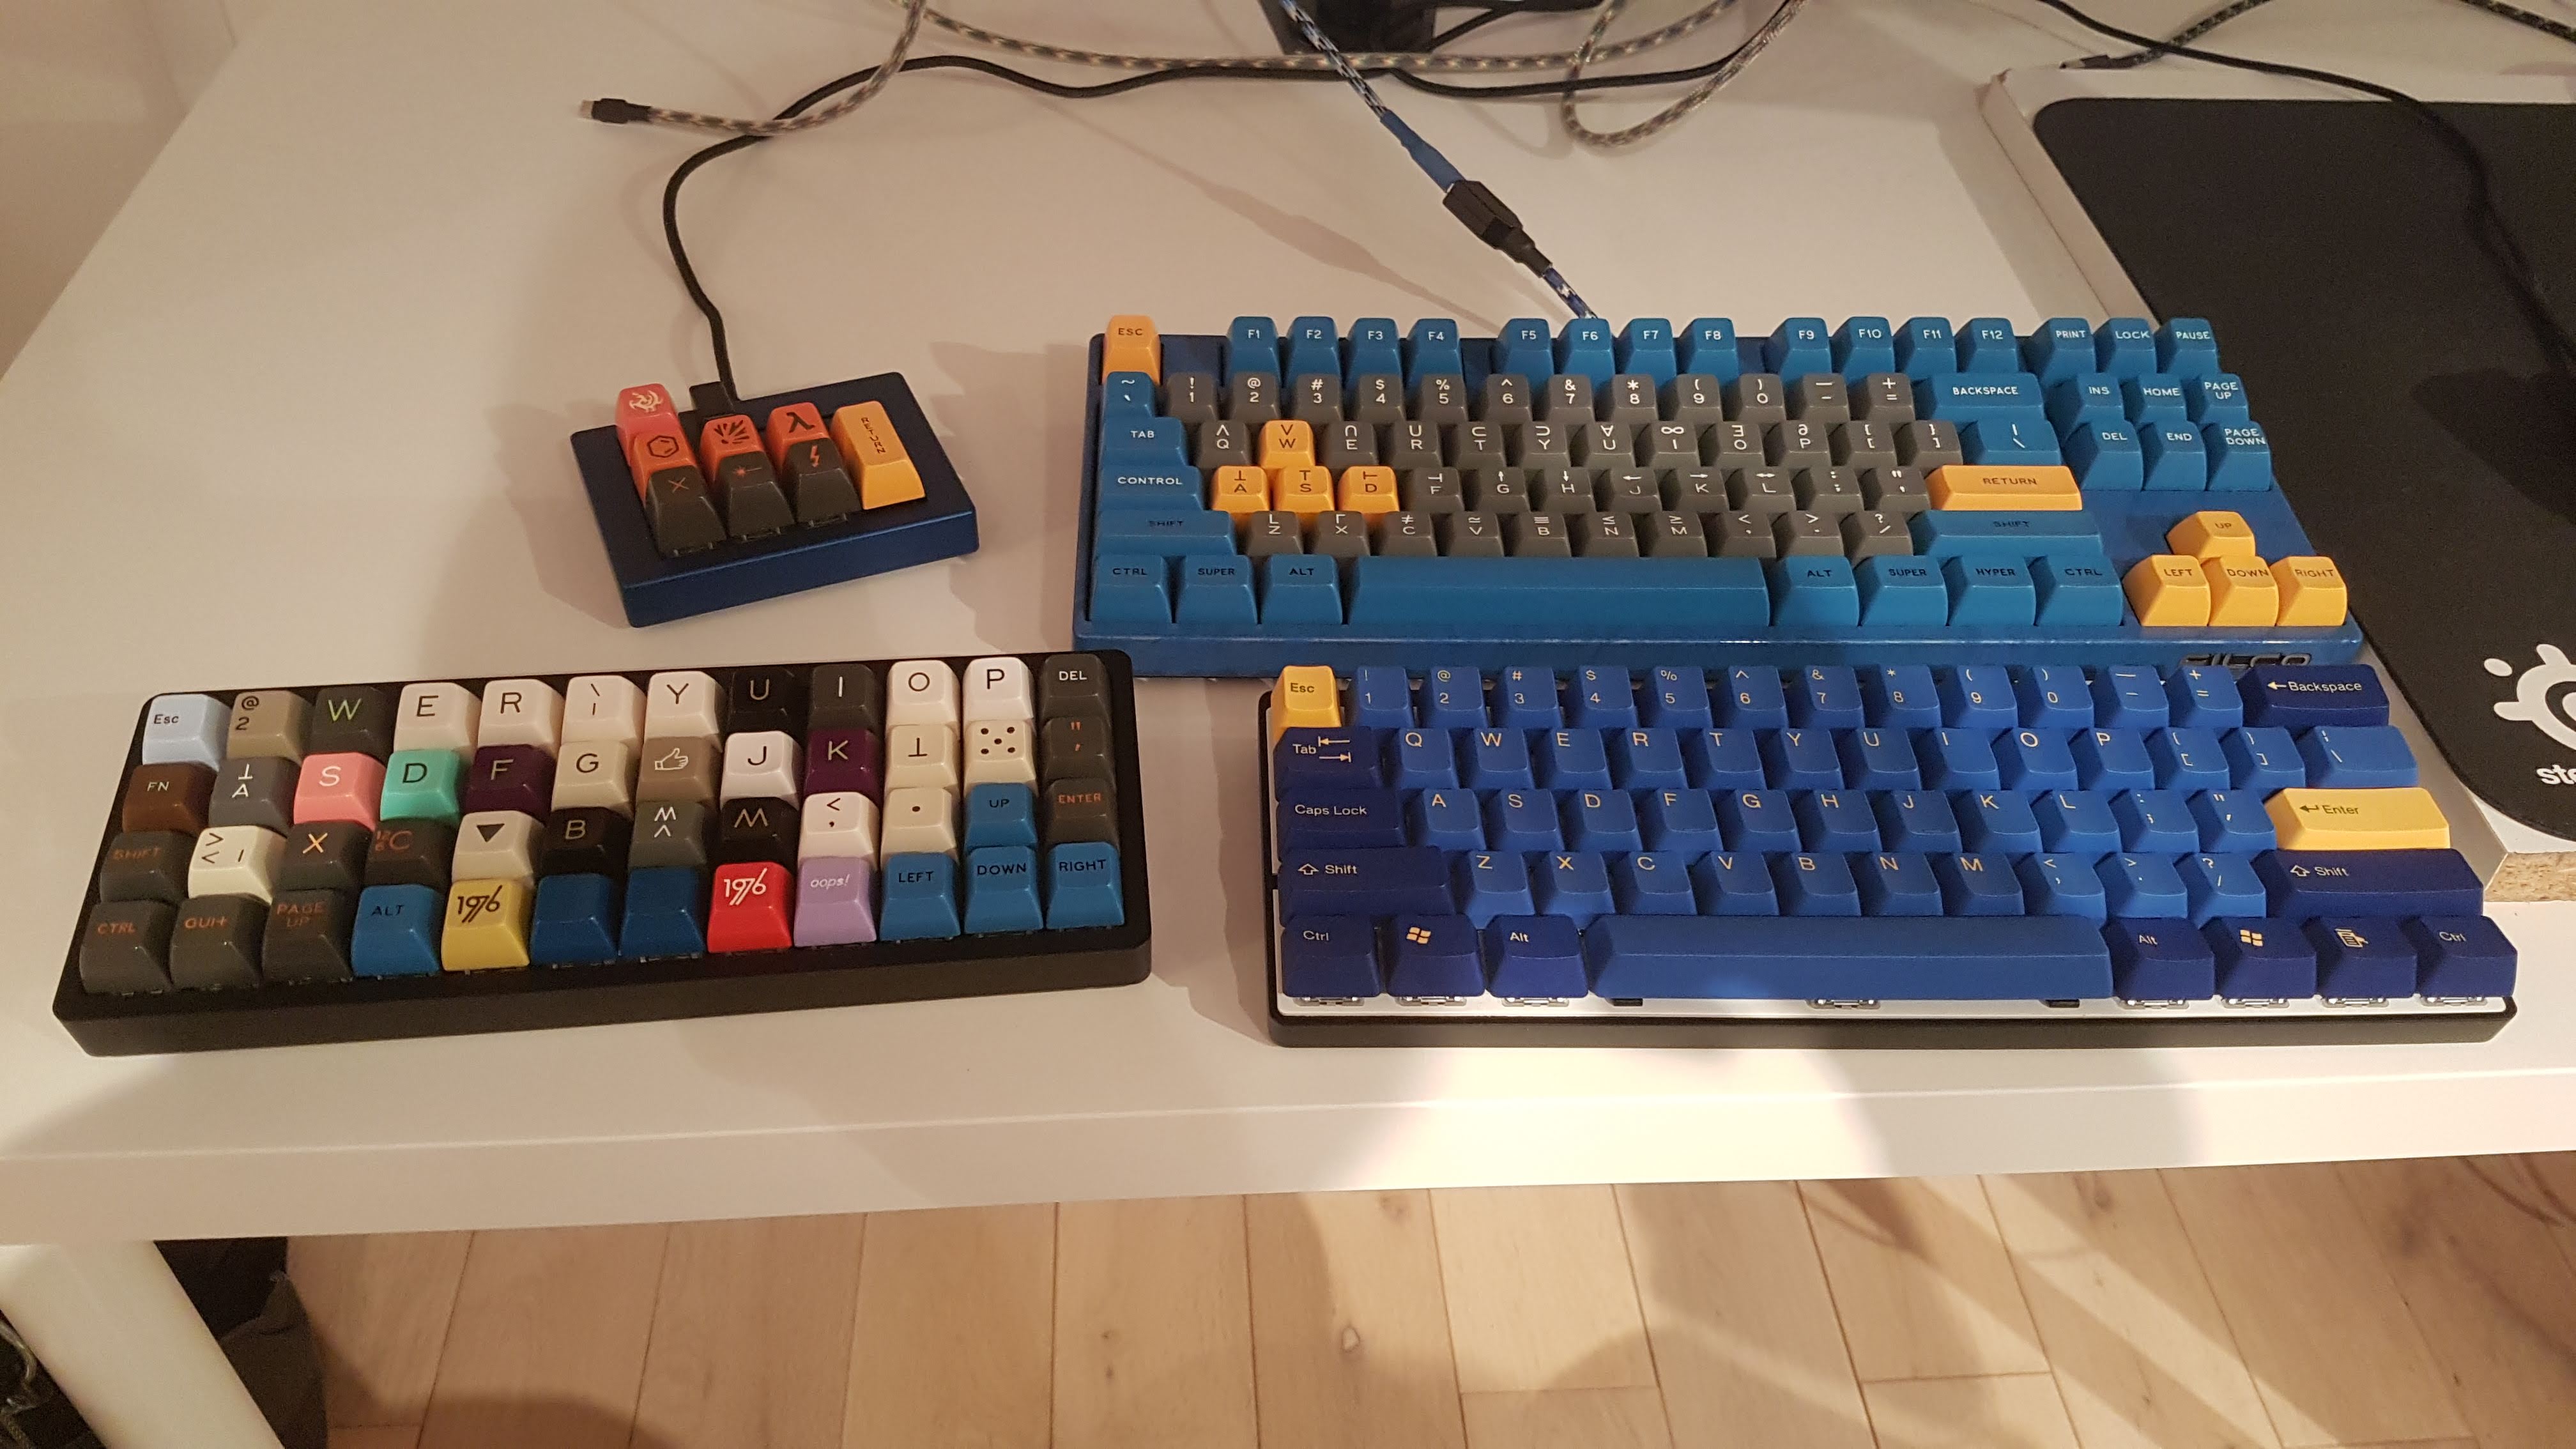 ESC F1 F2 F3 F4 F5 F6 F7 F8 F9 F10 F11 F12 PRINT LOCK PAUSE
~ ` ! 1 @ 2 # 3 $ 4 % 5 ^ 6 & 7 * 8 ( 9 ) 0 — - + = BACKSPACE INS HOME PAGE UP
TAB ∧ Q ∨ W ∩ E ∪ R ⊂ T ⊃ Y ∀ U ∞ I ∃ O ∂ P { [ } ] | \ DEL END PAGE DOWN
CONTROL ⊥ A ⊤ S ⊢ D ⊣ F ↑ G ↓ H ← J → K ↔ L : ; " ' RETURN
SHIFT ⌊ Z ⌈ X ≠ C ≃ V ≡ B ≤ N ≥ M < , > . ? / SHIFT UP
CTRL SUPER ALT ALT SUPER HYPER CTRL LEFT DOWN RIGHT
FILCO
λ
RETURN
X
Esc @ 2 W E R \ | Y U I O P DEL
FN ⊥ A S D F G J K ⊥ " ' ENTER
SHIFT > < | X C ▼ B M < , • UP
CTRL GUI+ PAGE UP ALT 1976 1976 oops! LEFT DOWN RIGHT
Esc ! 1 @ 2 # 3 $ 4 % 5 ^ 6 & 7 * 8 ( 9 ) 0 — - + = ←Backspace
Tab Q W E R T Y U I O P { [ } ] ¦ \
Caps Lock A S D F G H J K L : ; " ' Enter
Shift Z X C V B N M < , > . ? / Shift
Ctrl Alt Alt Ctrl